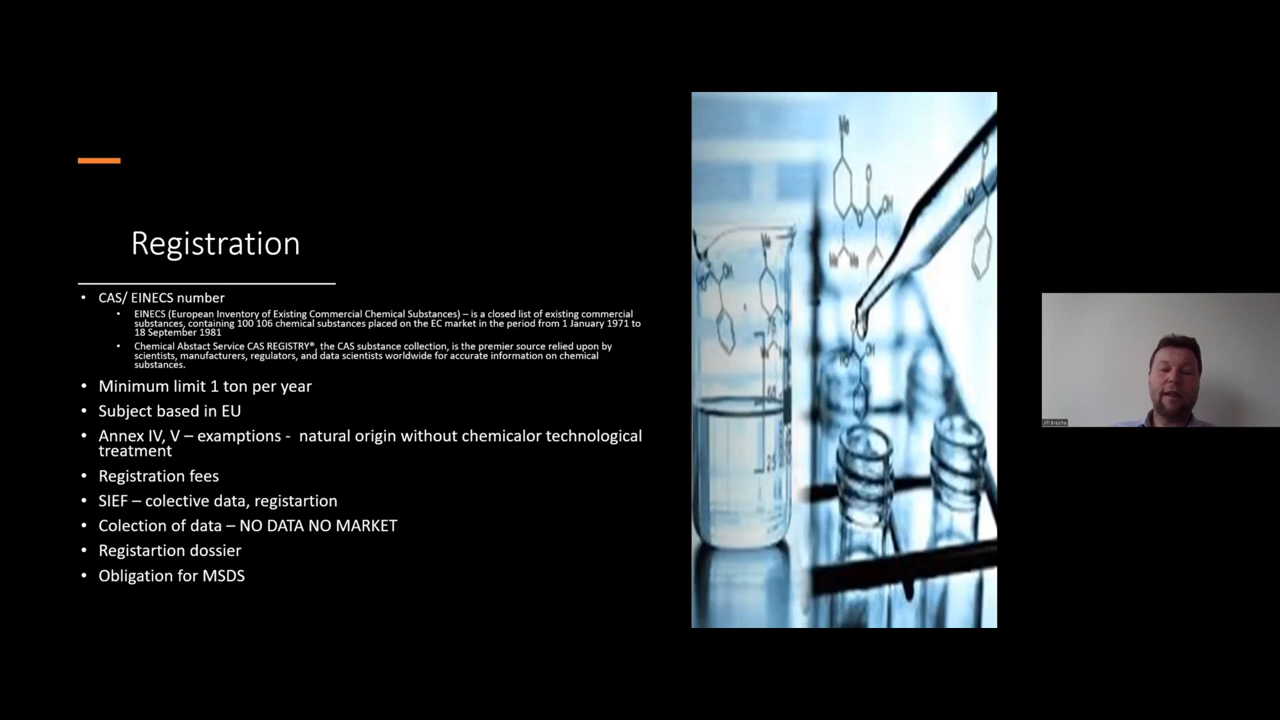 Registration
• CAS/ EINECS number
• EINECS (European Inventory of Existing Commercial Chemical Substances) – is a closed list of existing commercial
substances, containing 100 106 chemical substances placed on the EC market in the period from 1 January 1971 to
18 September 1981
• Chemical Abstact Service CAS REGISTRY®, the CAS substance collection, is the premier source relied upon by
scientists, manufacturers, regulators, and data scientists worldwide for accurate information on chemical
substances.
• Minimum limit 1 ton per year
• Subject based in EU
• Annex IV, V – examptions -  natural origin without chemicalor technological
treatment
• Registration fees
• SIEF – colective data, registartion
• Colection of data – NO DATA NO MARKET
• Registartion dossier
• Obligation for MSDS